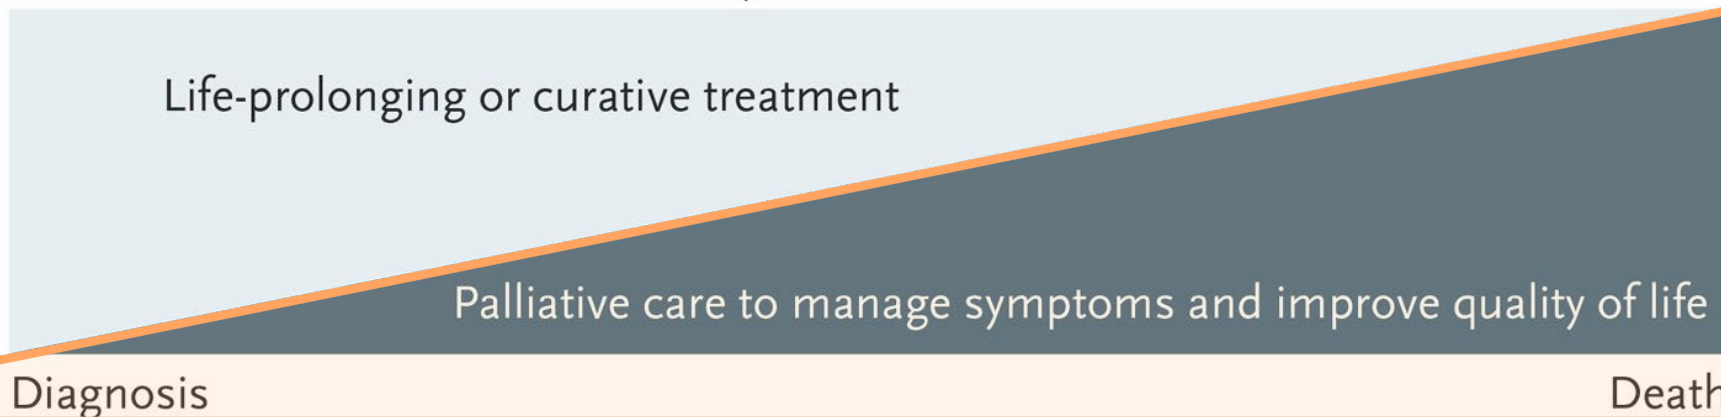 Life-prolonging or curative treatment
Palliative care to manage symptoms and improve quality of life
Diagnosis
Death